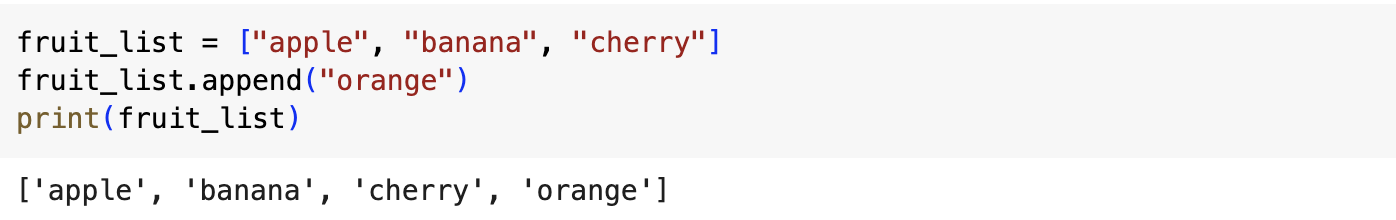 fruit_list = ["apple", "banana", "cherry"]
fruit_list.append("orange")
print(fruit_list)
['apple', 'banana', 'cherry', 'orange']